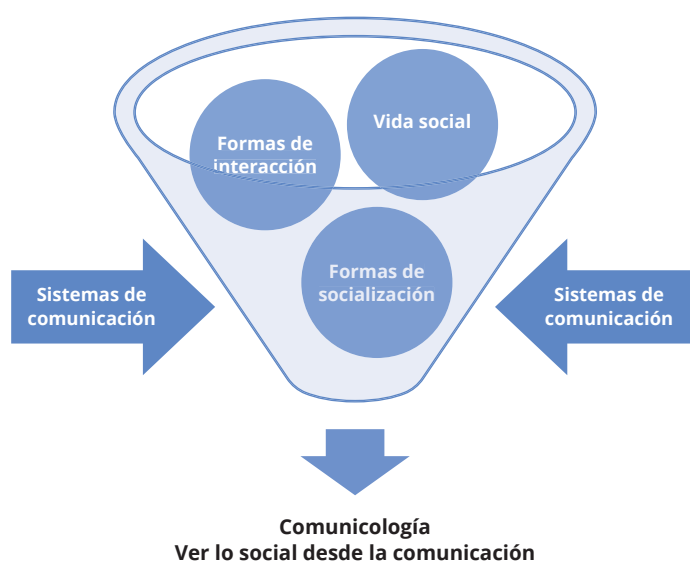 Vida social
Formas de
interacción
Formas de
socialización
Sistemas de
comunicación
Sistemas de
comunicación
Comunicología
Ver lo social desde la comunicación